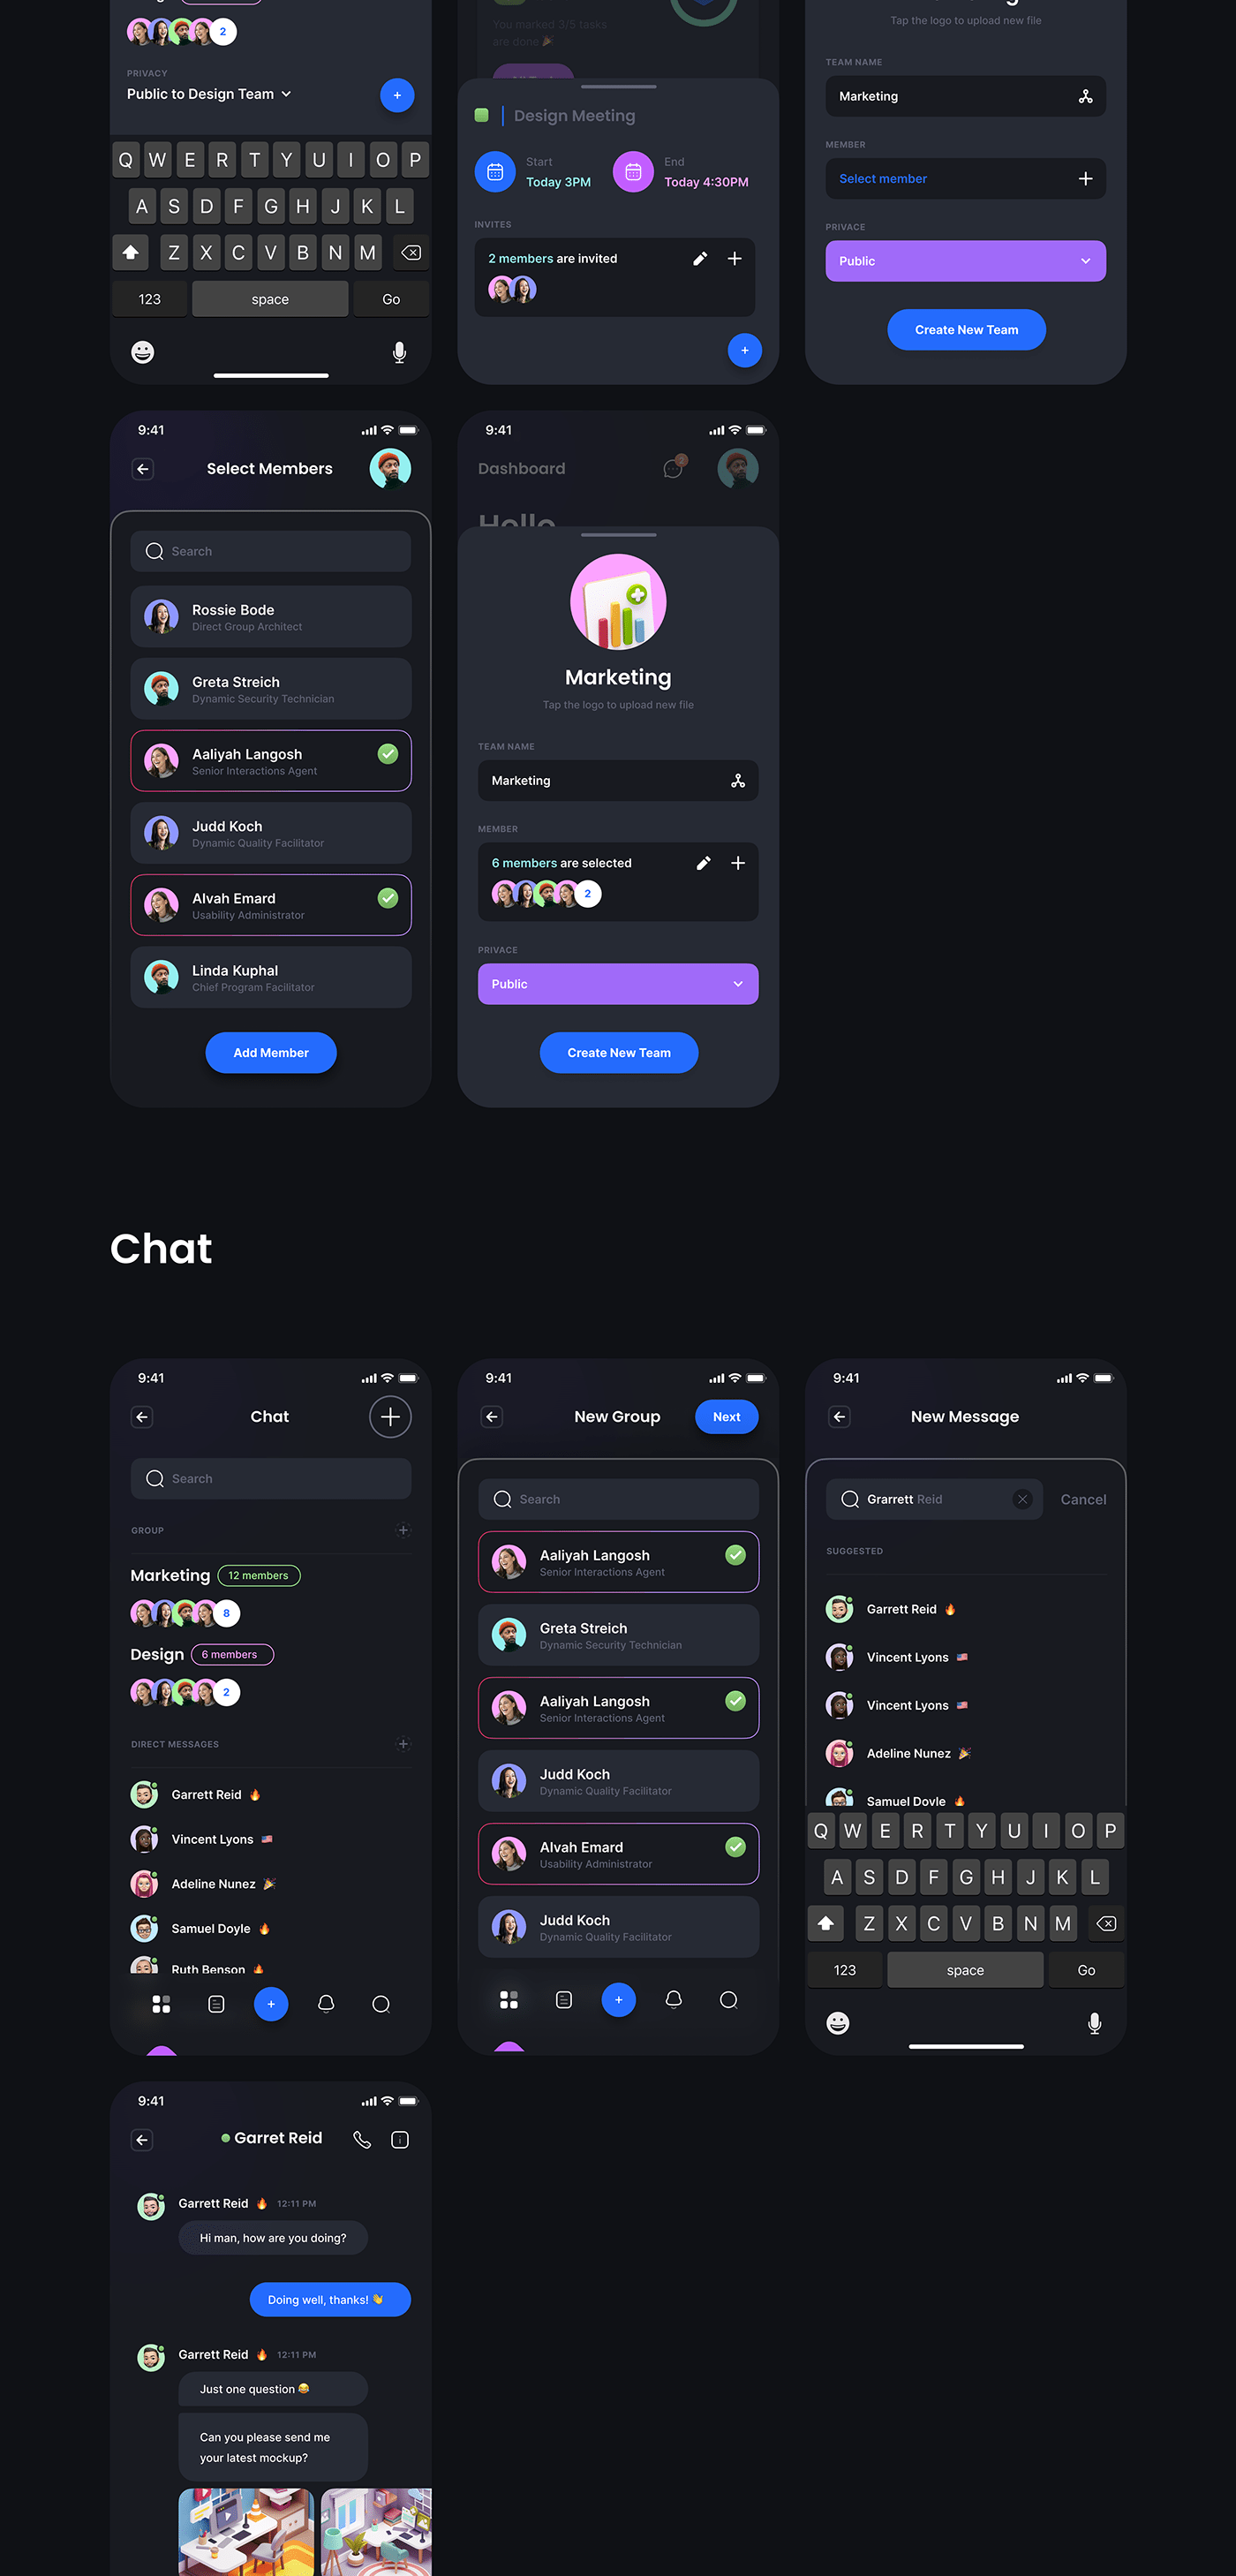 2
PRIVACY
Public to Design Team
+
Q W E R T Y U I O P
A S D F G H J K L
Z X C V B N M
123 space Go
You marked 3/5 tasks
are done 🎉
Design Meeting
Start
Today 3PM
End
Today 4:30PM
INVITES
2 members are invited
+
Tap the logo to upload new file
TEAM NAME
Marketing
MEMBER
Select member
PRIVACE
Public
Create New Team
9:41
Select Members
Search
Rossie Bode
Direct Group Architect
Greta Streich
Dynamic Security Technician
Aaliyah Langosh
Senior Interactions Agent
Judd Koch
Dynamic Quality Facilitator
Alvah Emard
Usability Administrator
Linda Kuphal
Chief Program Facilitator
Add Member
9:41
Dashboard
2
Hello
Marketing
Tap the logo to upload new file
TEAM NAME
Marketing
MEMBER
6 members are selected
2
PRIVACE
Public
Create New Team
Chat
9:41
Chat
Search
GROUP
Marketing 12 members
8
Design 6 members
2
DIRECT MESSAGES
Garrett Reid 🔥
Vincent Lyons 🇺🇸
Adeline Nunez 🎉
Samuel Doyle 🔥
Ruth Benson 🔥
+
9:41
New Group
Next
Search
Aaliyah Langosh
Senior Interactions Agent
Greta Streich
Dynamic Security Technician
Aaliyah Langosh
Senior Interactions Agent
Judd Koch
Dynamic Quality Facilitator
Alvah Emard
Usability Administrator
Judd Koch
Dynamic Quality Facilitator
+
9:41
New Message
Grarrett Reid
Cancel
SUGGESTED
Garrett Reid 🔥
Vincent Lyons 🇺🇸
Vincent Lyons 🇺🇸
Adeline Nunez 🎉
Samuel Doyle 🔥
Q W E R T Y U I O P
A S D F G H J K L
Z X C V B N M
123 space Go
9:41
Garret Reid
Garrett Reid 🔥 12:11 PM
Hi man, how are you doing?
Doing well, thanks! 👋
Garrett Reid 🔥 12:11 PM
Just one question 😂
Can you please send me
your latest mockup?